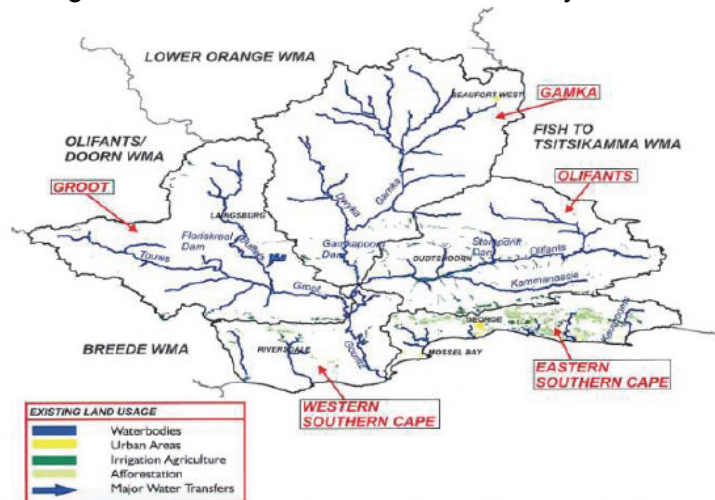 LOWER ORANGE WMA
BEAUFORT WEST
GAMKA
OLIFANTS/
DOORN WMA
FISH TO
TSITSIKAMMA WMA
GROOT
OLIFANTS
LAINGSBURG
Dwyka
Gamka
Floriskraal
Dam
Buffels
Touws
Gamkapoort
Dam
Stompdrift
Dam
Olifants
OUDTSHOORN
Kammanassie
Groot
GEORGE
BREEDE WMA
RIVERSDALE
Gouritz
MOSSEL BAY
EASTERN
SOUTHERN CAPE
WESTERN
SOUTHERN CAPE
EXISTING LAND USAGE
Waterbodies
Urban Areas
Irrigation Agriculture
Afforestation
Major Water Transfers